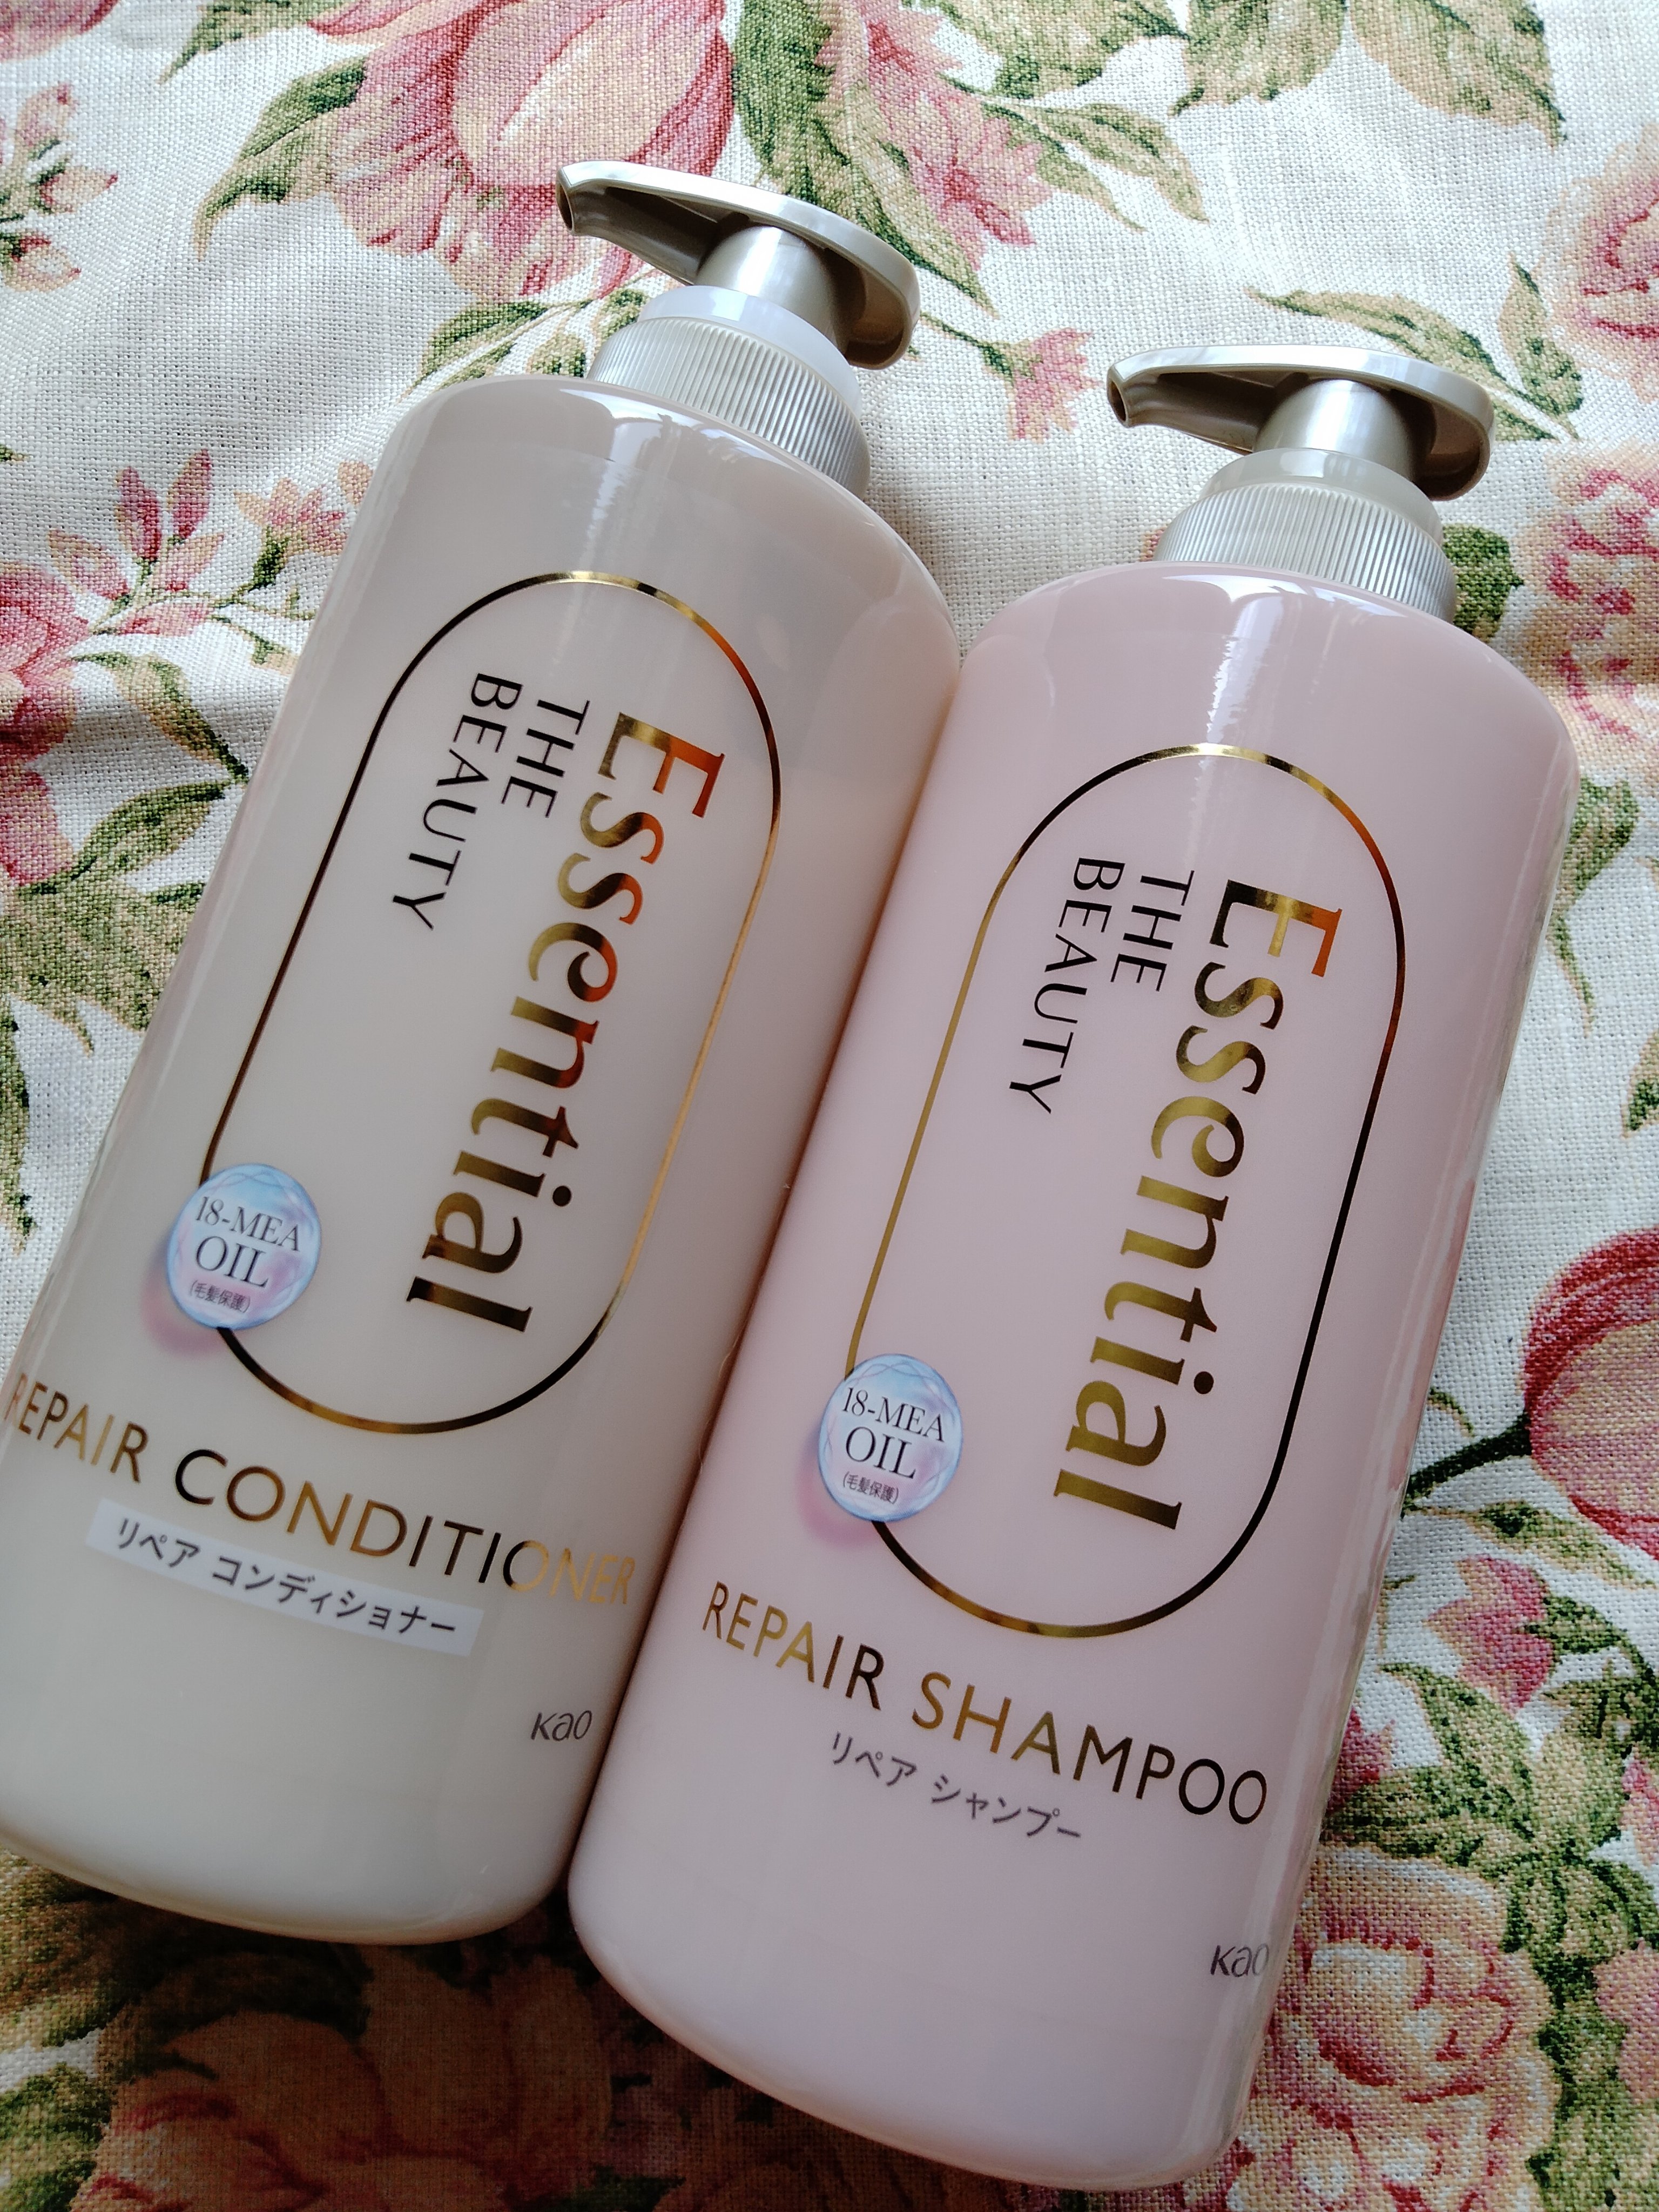 Essential
THE
BEAUTY
18-MEA
OIL
(毛髪保護)
REPAIR CONDITIONER
リペア コンディショナー
Kao
Essential
THE
BEAUTY
18-MEA
OIL
(毛髪保護)
REPAIR SHAMPOO
リペア シャンプー
Kao